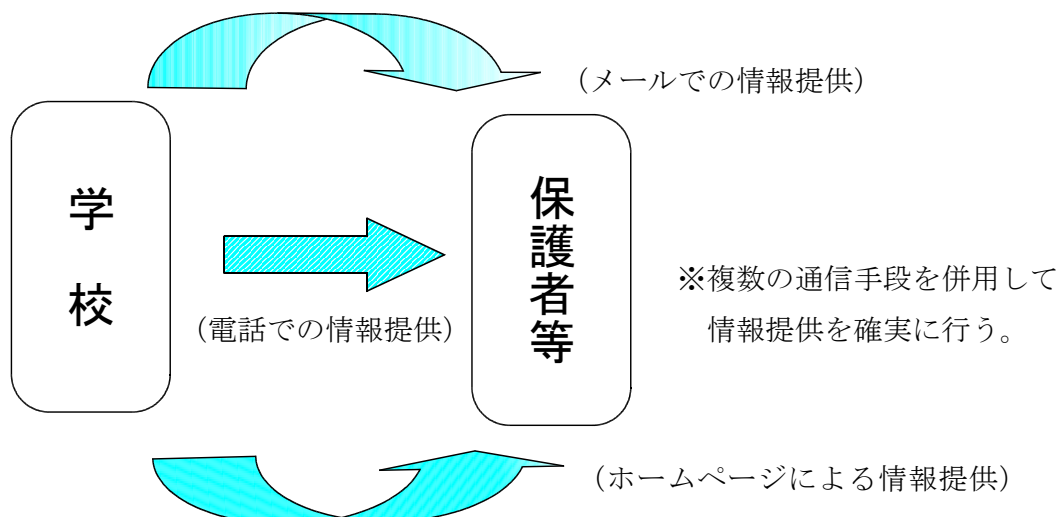 (メールでの情報提供)
学校
保護者等
(電話での情報提供)
※複数の通信手段を併用して
情報提供を確実に行う。
(ホームページによる情報提供)